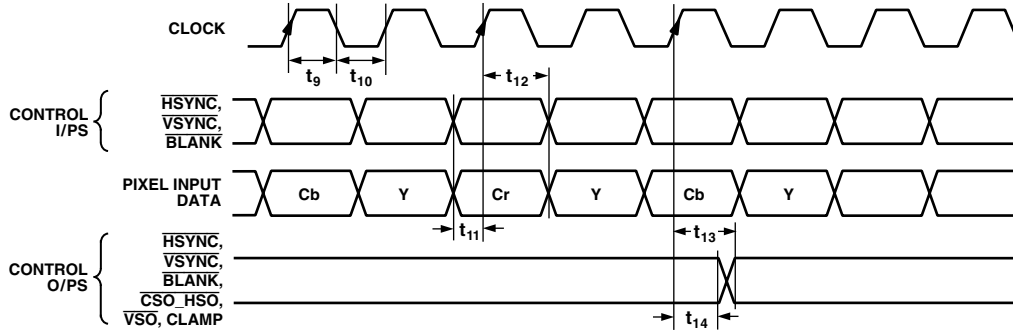 CLOCK
t9 t10 t12
CONTROL I/PS
HSYNC,
VSYNC,
BLANK
PIXEL INPUT DATA
Cb Y Cr Y Cb Y
t11 t13
CONTROL O/PS
HSYNC,
VSYNC,
BLANK,
CSO_HSO,
VSO, CLAMP
t14